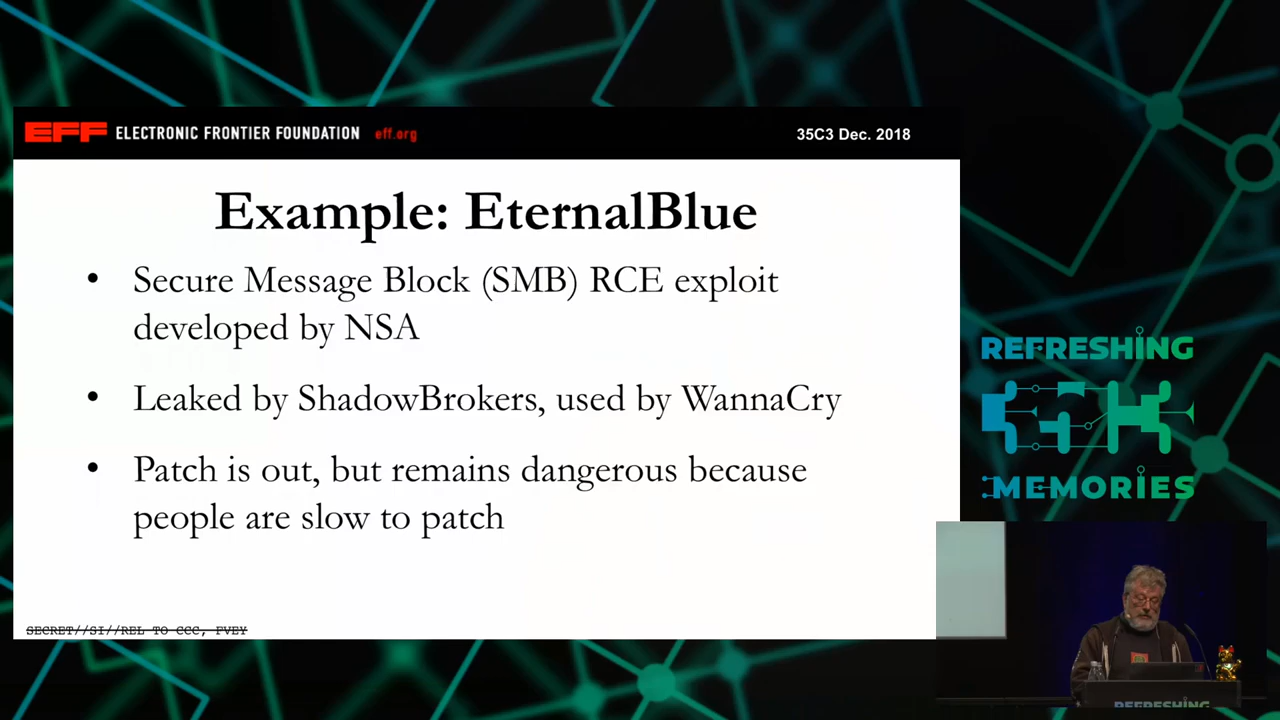 EFF ELECTRONIC FRONTIER FOUNDATION eff.org
35C3 Dec. 2018
Example: EternalBlue
• Secure Message Block (SMB) RCE exploit
developed by NSA
• Leaked by ShadowBrokers, used by WannaCry
• Patch is out, but remains dangerous because
people are slow to patch
SECRET//SI//REL TO CCC, FVEY
REFRESHING
35C3
MEMORIES
REFRESHING